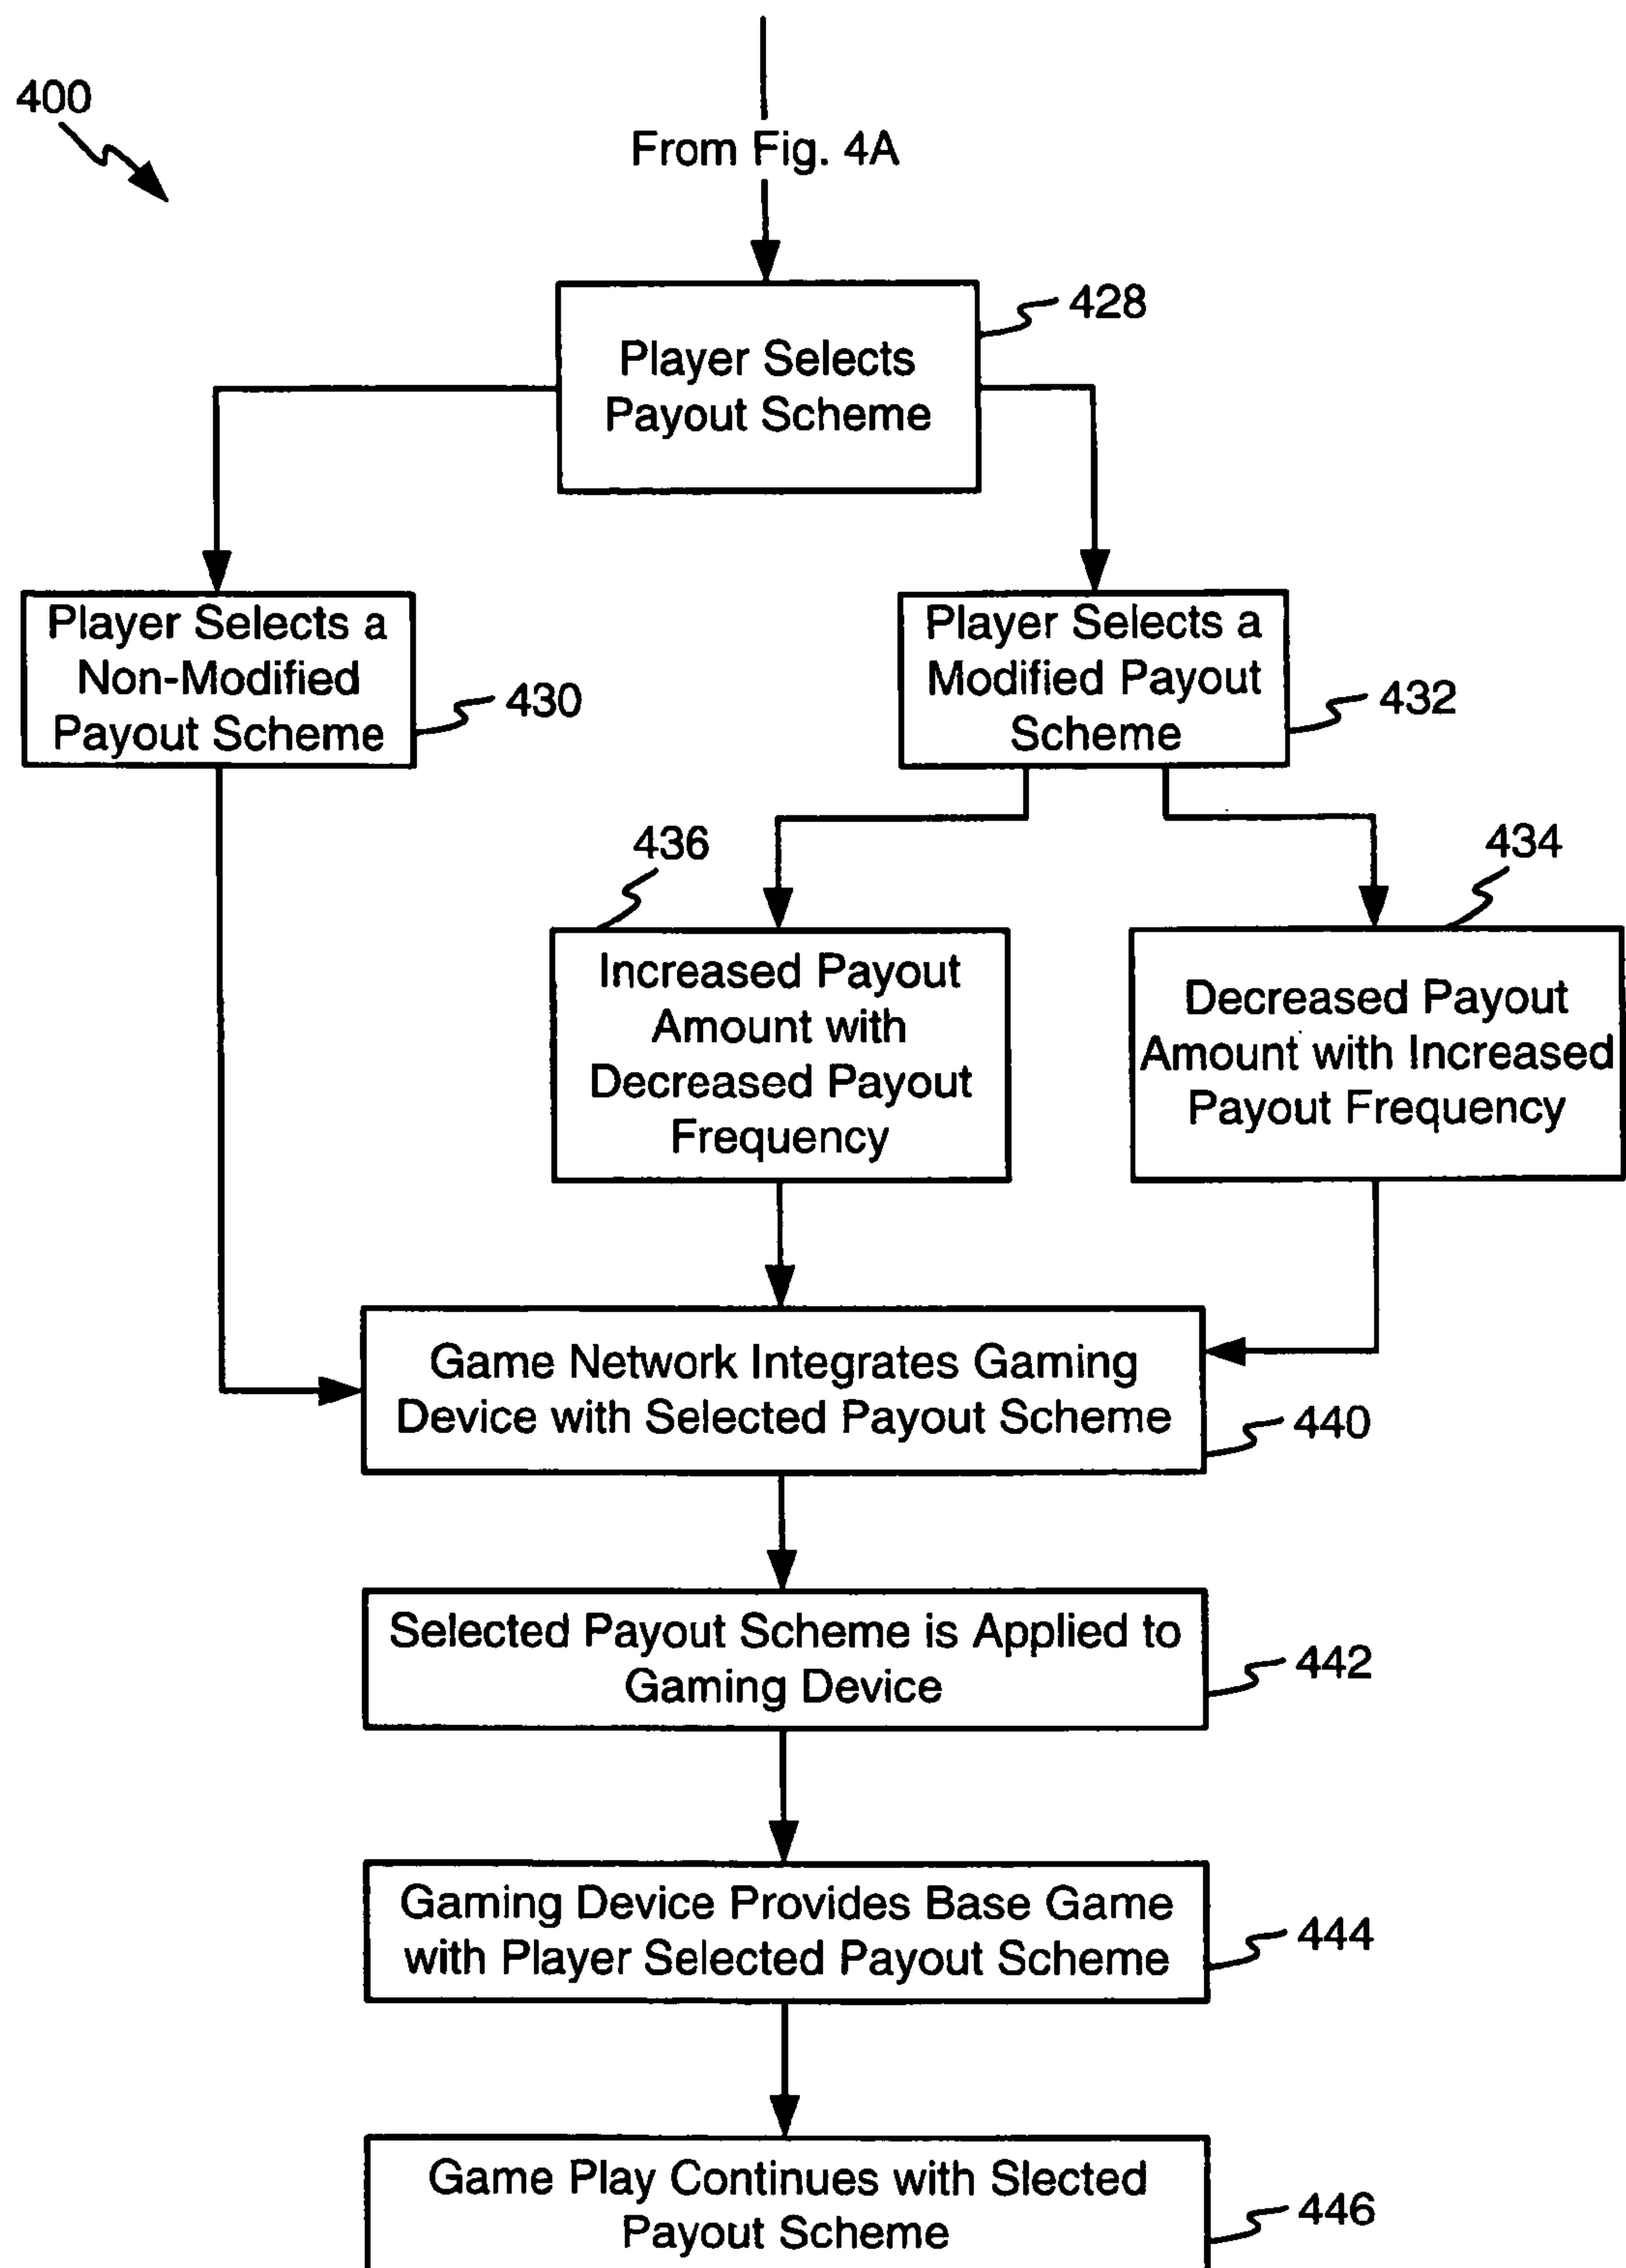 400
From Fig. 4A
428
Player Selects
Payout Scheme
Player Selects a
Non-Modified
Payout Scheme
430
Player Selects a
Modified Payout
Scheme
432
436
434
Increased Payout
Amount with
Decreased Payout
Frequency
Decreased Payout
Amount with Increased
Payout Frequency
Game Network Integrates Gaming
Device with Selected Payout Scheme
440
Selected Payout Scheme is Applied to
Gaming Device
442
Gaming Device Provides Base Game
with Player Selected Payout Scheme
444
Game Play Continues with Slected
Payout Scheme
446